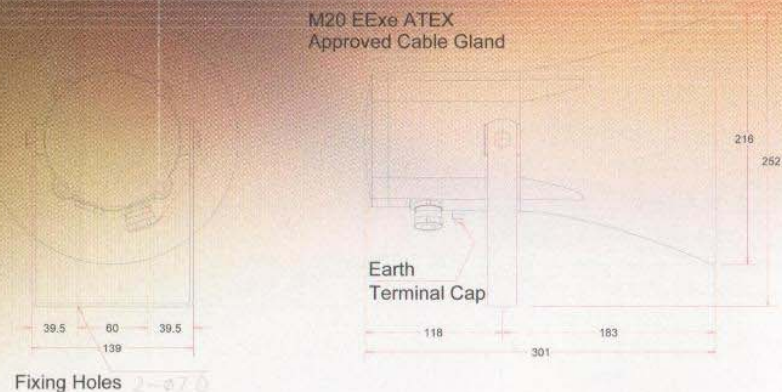 M20 EExe ATEX
Approved Cable Gland
216
252
Earth
Terminal Cap
39.5 60 39.5
139
118 183
301
Fixing Holes